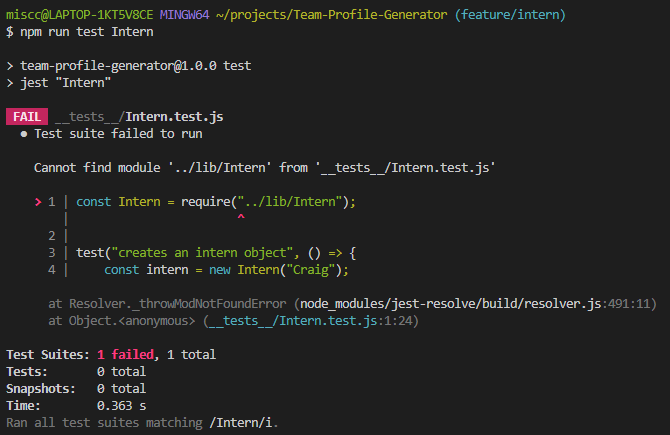 miscc@LAPTOP-1KT5V8CE MINGW64 ~/projects/Team-Profile-Generator (feature/intern)
$ npm run test Intern
> team-profile-generator@1.0.0 test
> jest "Intern"
FAIL __tests__/Intern.test.js
● Test suite failed to run
Cannot find module '../lib/Intern' from '__tests__/Intern.test.js'
> 1 | const Intern = require("../lib/Intern");
| ^
2 |
3 | test("creates an intern object", () => {
4 | const intern = new Intern("Craig");
at Resolver._throwModNotFoundError (node_modules/jest-resolve/build/resolver.js:491:11)
at Object.<anonymous> (__tests__/Intern.test.js:1:24)
Test Suites: 1 failed, 1 total
Tests: 0 total
Snapshots: 0 total
Time: 0.363 s
Ran all test suites matching /Intern/i.